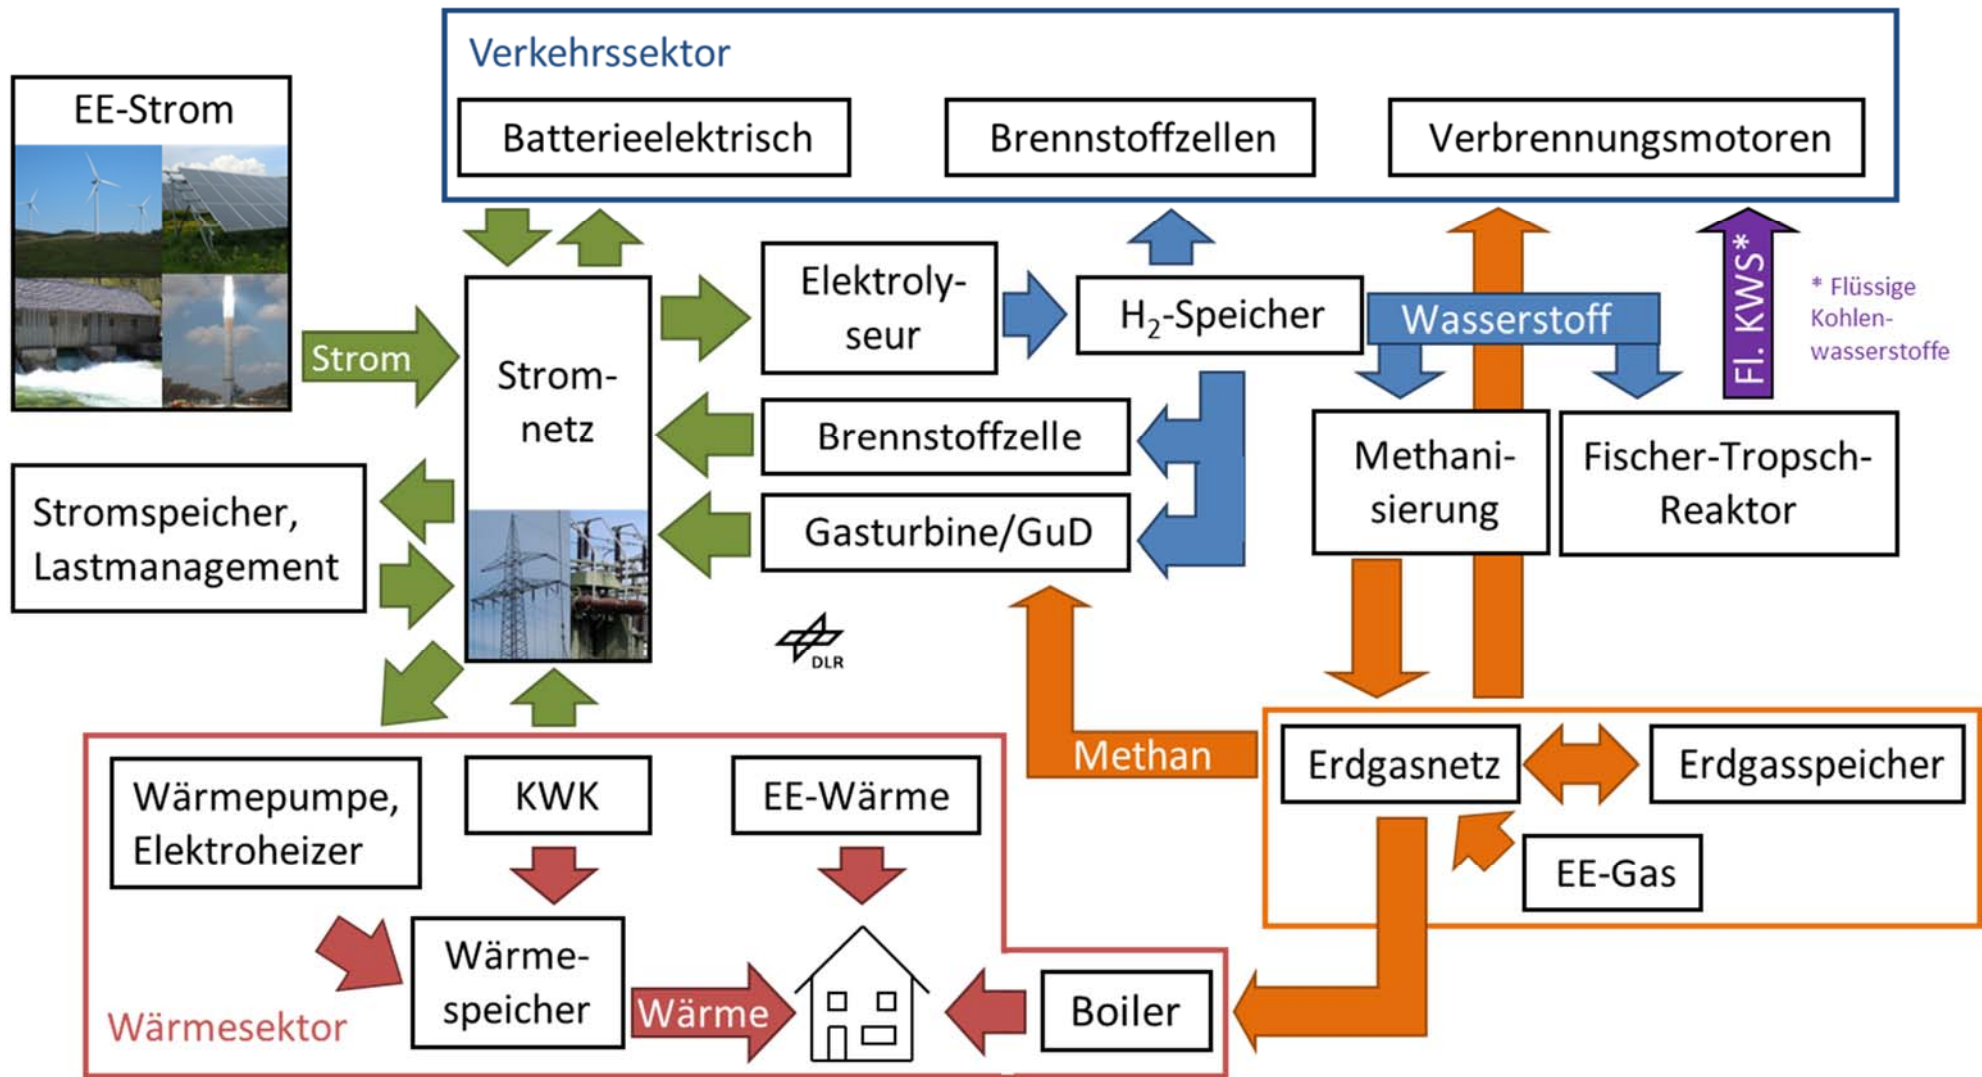 Verkehrssektor
EE-Strom
Batterieelektrisch
Brennstoffzellen
Verbrennungsmotoren
Strom
Strom-
netz
Elektroly-
seur
H₂-Speicher
Wasserstoff
Fl. KWS*
* Flüssige
Kohlen-
wasserstoffe
Brennstoffzelle
Gasturbine/GuD
Methani-
sierung
Fischer-Tropsch-
Reaktor
Stromspeicher,
Lastmanagement
DLR
Methan
Erdgasnetz
Erdgasspeicher
EE-Gas
Wärmepumpe,
Elektroheizer
KWK
EE-Wärme
Wärme-
speicher
Wärme
Boiler
Wärmesektor